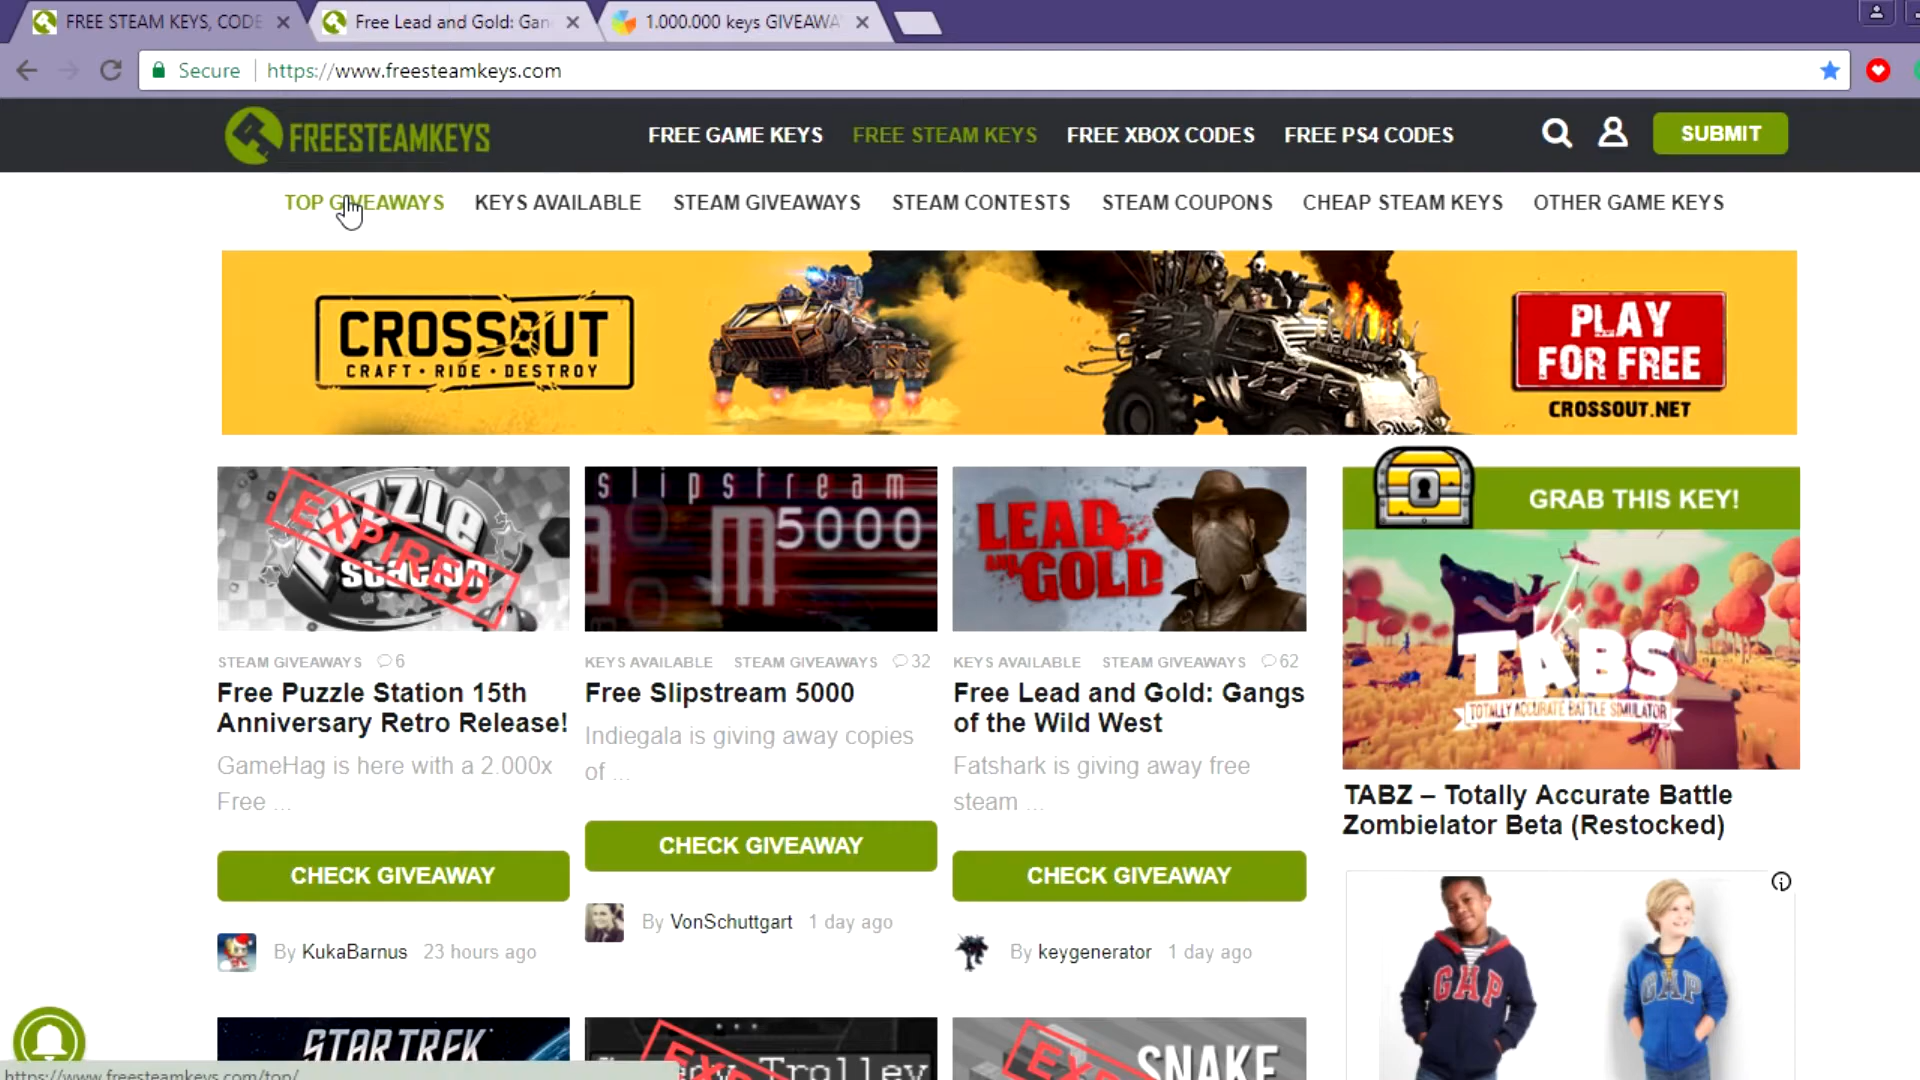 FREE STEAM KEYS, CODE
Free Lead and Gold: Gan
1.000.000 keys GIVEAWA
Secure
https://www.freesteamkeys.com
FREESTEAMKEYS
FREE GAME KEYS
FREE STEAM KEYS
FREE XBOX CODES
FREE PS4 CODES
SUBMIT
TOP GIVEAWAYS
KEYS AVAILABLE
STEAM GIVEAWAYS
STEAM CONTESTS
STEAM COUPONS
CHEAP STEAM KEYS
OTHER GAME KEYS
CROSSOUT
CRAFT • RIDE • DESTROY
PLAY
FOR FREE
CROSSOUT.NET
PUZZLE
station
EXPIRED
STEAM GIVEAWAYS 6
Free Puzzle Station 15th
Anniversary Retro Release!
GameHag is here with a 2.000x
Free ...
CHECK GIVEAWAY
By KukaBarnus 23 hours ago
slipstream
5000
KEYS AVAILABLE STEAM GIVEAWAYS 32
Free Slipstream 5000
Indiegala is giving away copies
of ...
CHECK GIVEAWAY
By VonSchuttgart 1 day ago
LEAD
AND
GOLD
KEYS AVAILABLE STEAM GIVEAWAYS 62
Free Lead and Gold: Gangs
of the Wild West
Fatshark is giving away free
steam ...
CHECK GIVEAWAY
By keygenerator 1 day ago
GRAB THIS KEY!
TABS
TOTALLY ACCURATE BATTLE SIMULATOR
TABZ – Totally Accurate Battle
Zombielator Beta (Restocked)
GAP
GAP
STAR TREK
Trolley
SNAKE
https://www.freesteamkeys.com/top/